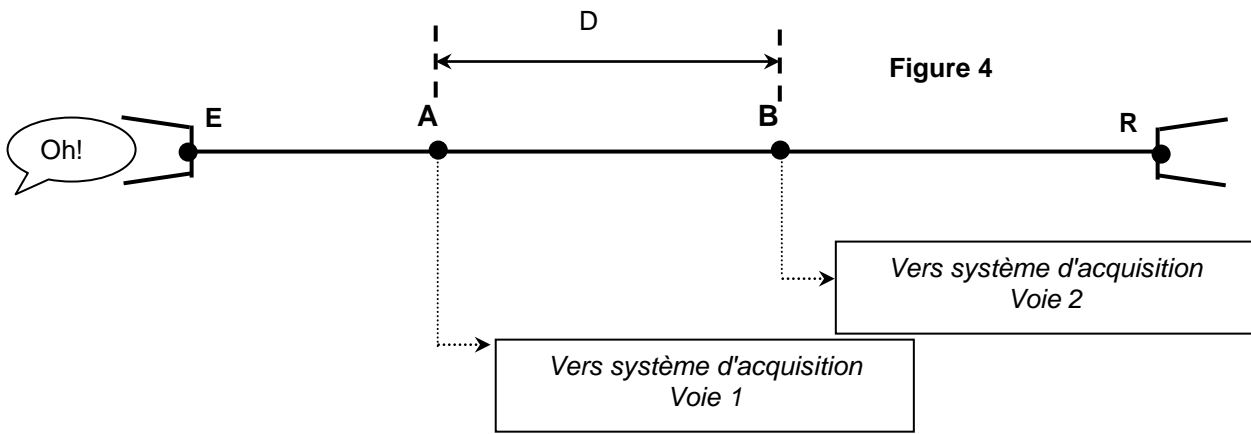 D
Figure 4
E
A
B
R
Oh!
Vers système d'acquisition
Voie 2
Vers système d'acquisition
Voie 1